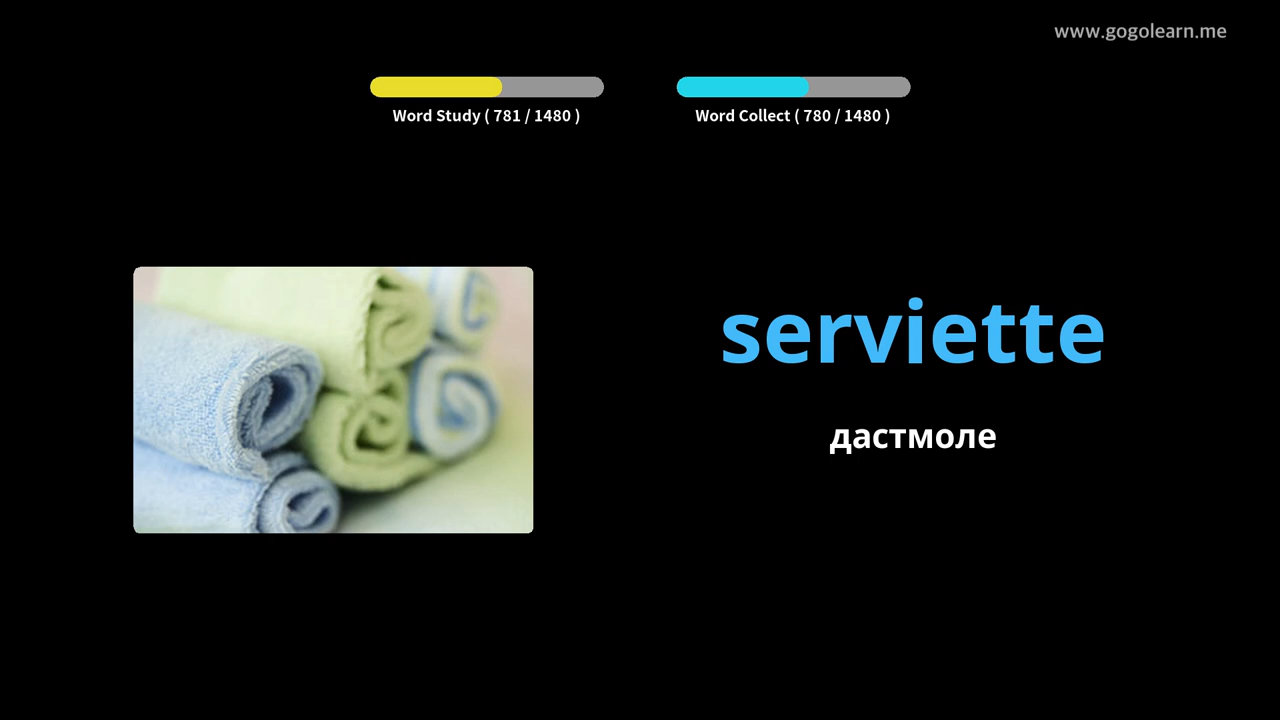 www.gogolearn.me
Word Study ( 781 / 1480 )
Word Collect ( 780 / 1480 )
serviette
дастмоле